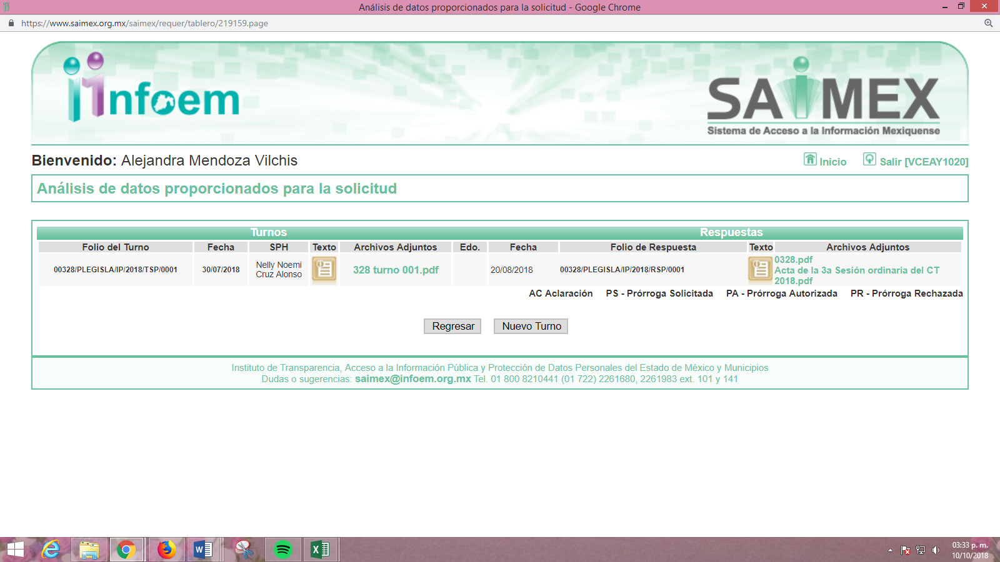 Análisis de datos proporcionados para la solicitud - Google Chrome
https://www.saimex.org.mx/saimex/requer/tablero/219159.page
infoem
SAIMEX
Sistema de Acceso a la Información Mexiquense
Bienvenido: Alejandra Mendoza Vilchis
Inicio Salir [VCEAY1020]
Análisis de datos proporcionados para la solicitud
Turnos Respuestas
Folio del Turno Fecha SPH Texto Archivos Adjuntos Edo. Fecha Folio de Respuesta Texto Archivos Adjuntos
00328/PLEGISLA/IP/2018/TSP/0001 30/07/2018 Nelly Noemi
Cruz Alonso
328 turno 001.pdf 20/08/2018 00328/PLEGISLA/IP/2018/RSP/0001
0328.pdf
Acta de la 3a Sesión ordinaria del CT
2018.pdf
AC Aclaración PS - Prórroga Solicitada PA - Prórroga Autorizada PR - Prórroga Rechazada
Regresar Nuevo Turno
Instituto de Transparencia, Acceso a la Información Pública y Protección de Datos Personales del Estado de México y Municipios
Dudas o sugerencias: saimex@infoem.org.mx Tel. 01 800 8210441 (01 722) 2261680, 2261983 ext. 101 y 141
03:33 p. m.
10/10/2018